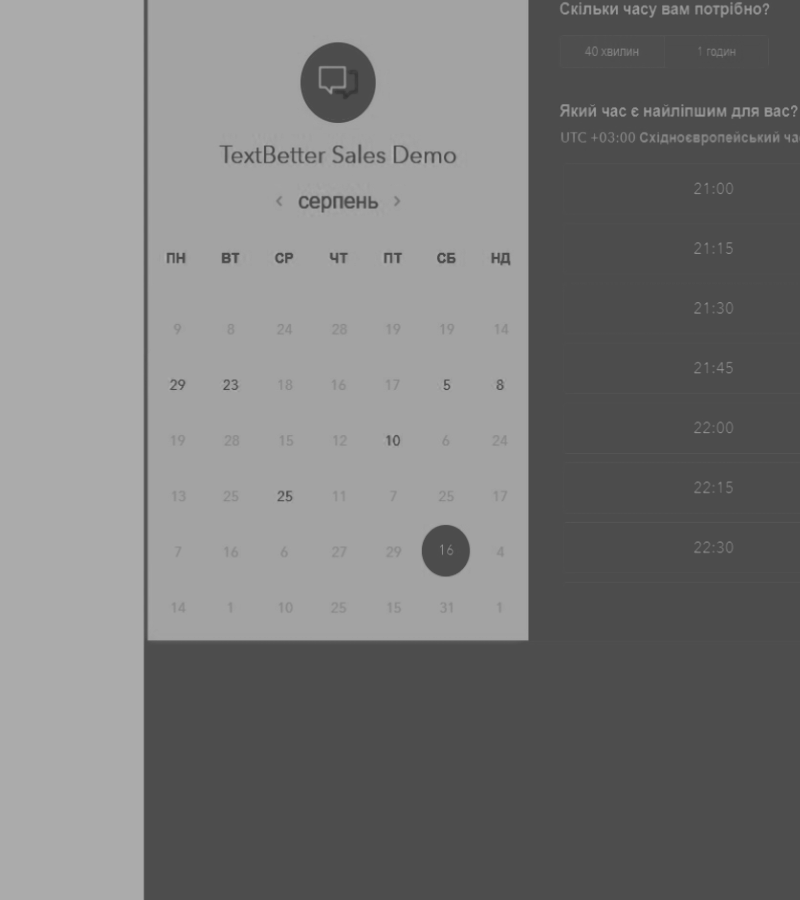 TextBetter Sales Demo
‹ серпень ›
ПН ВТ СР ЧТ ПТ СБ НД
9 8 24 28 19 19 14
29 23 18 16 17 5 8
19 28 15 12 10 6 24
13 25 25 11 7 25 17
7 16 6 27 29 16 4
14 1 10 25 15 31 1
Скільки часу вам потрібно?
40 хвилин 1 годин
Який час є найліпшим для вас?
UTC +03:00 Східноєвропейський ча
21:00
21:15
21:30
21:45
22:00
22:15
22:30